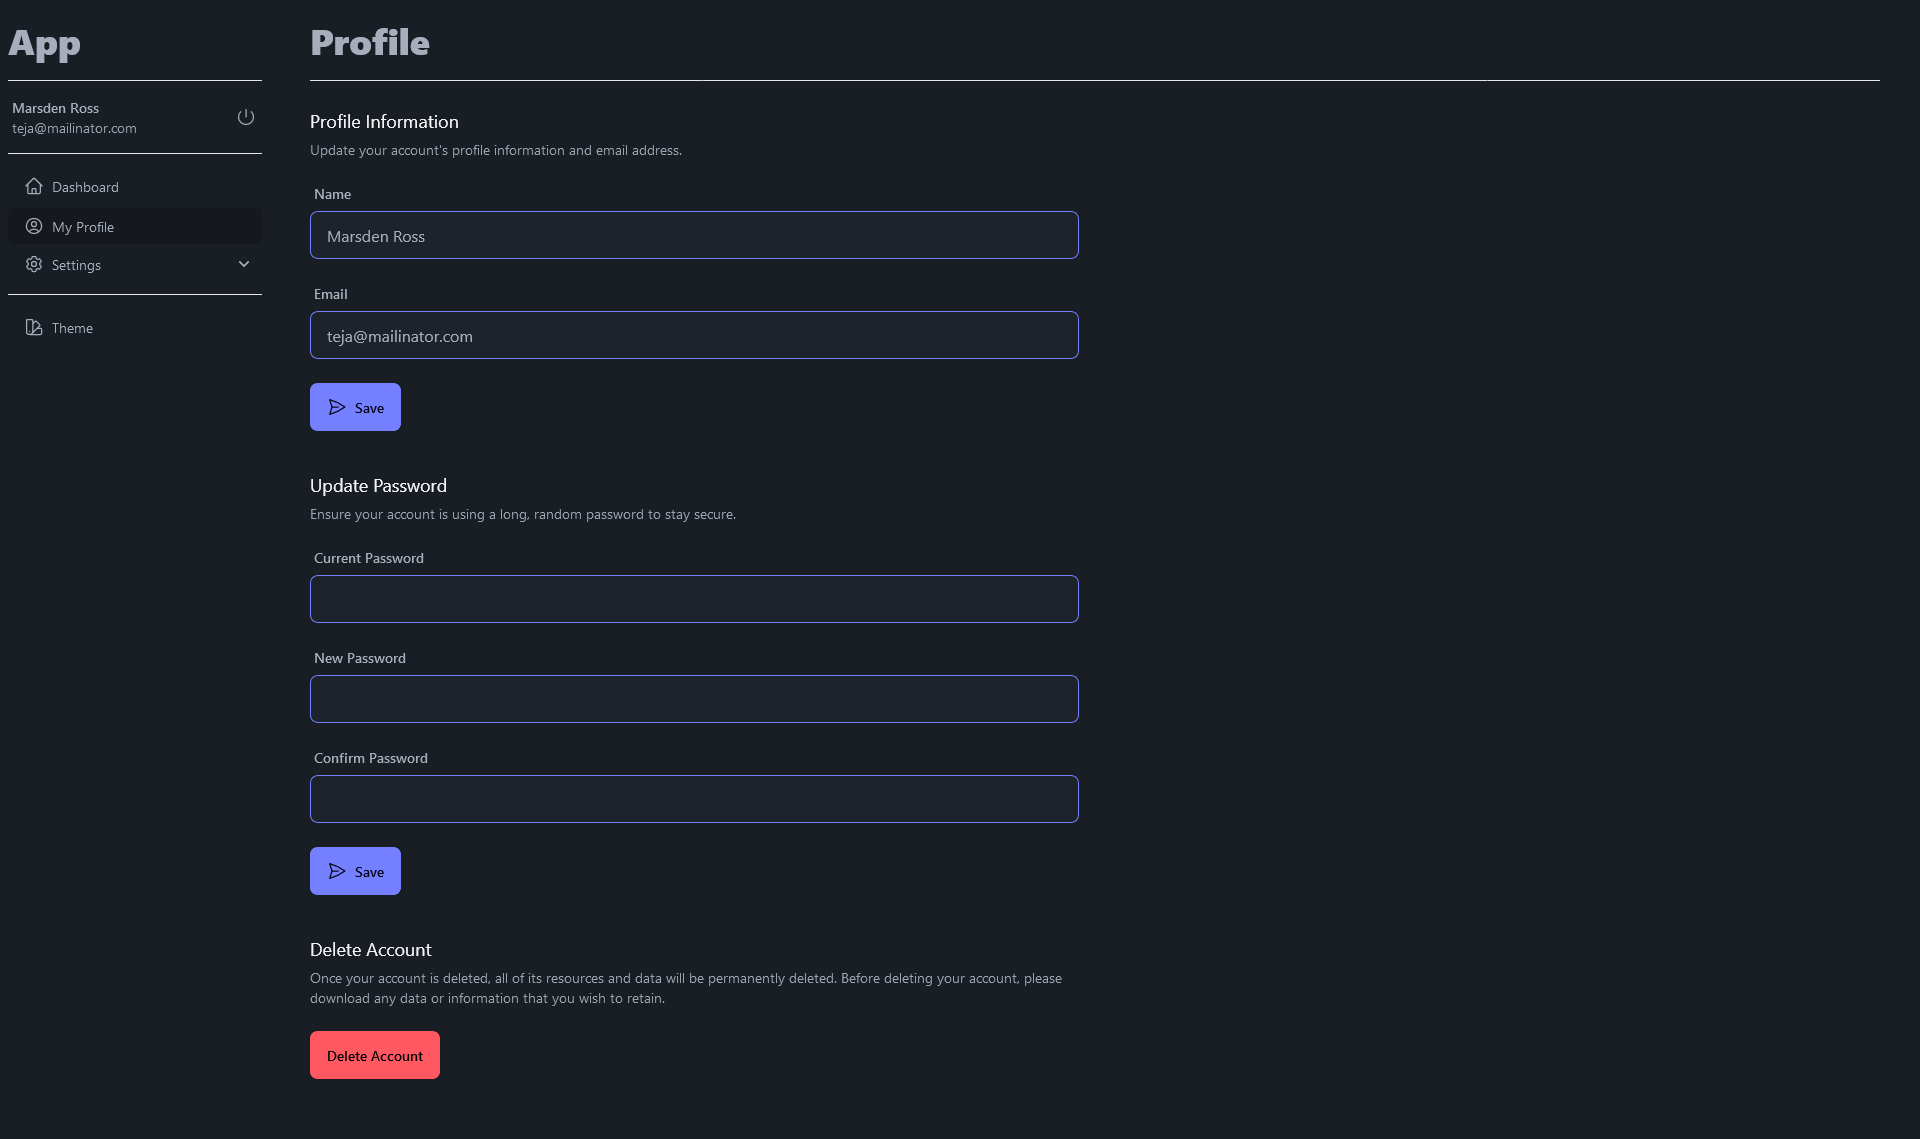 App
Marsden Ross
teja@mailinator.com
Dashboard
My Profile
Settings
Theme
Profile
Profile Information
Update your account's profile information and email address.
Name
Marsden Ross
Email
teja@mailinator.com
Save
Update Password
Ensure your account is using a long, random password to stay secure.
Current Password
New Password
Confirm Password
Save
Delete Account
Once your account is deleted, all of its resources and data will be permanently deleted. Before deleting your account, please
download any data or information that you wish to retain.
Delete Account